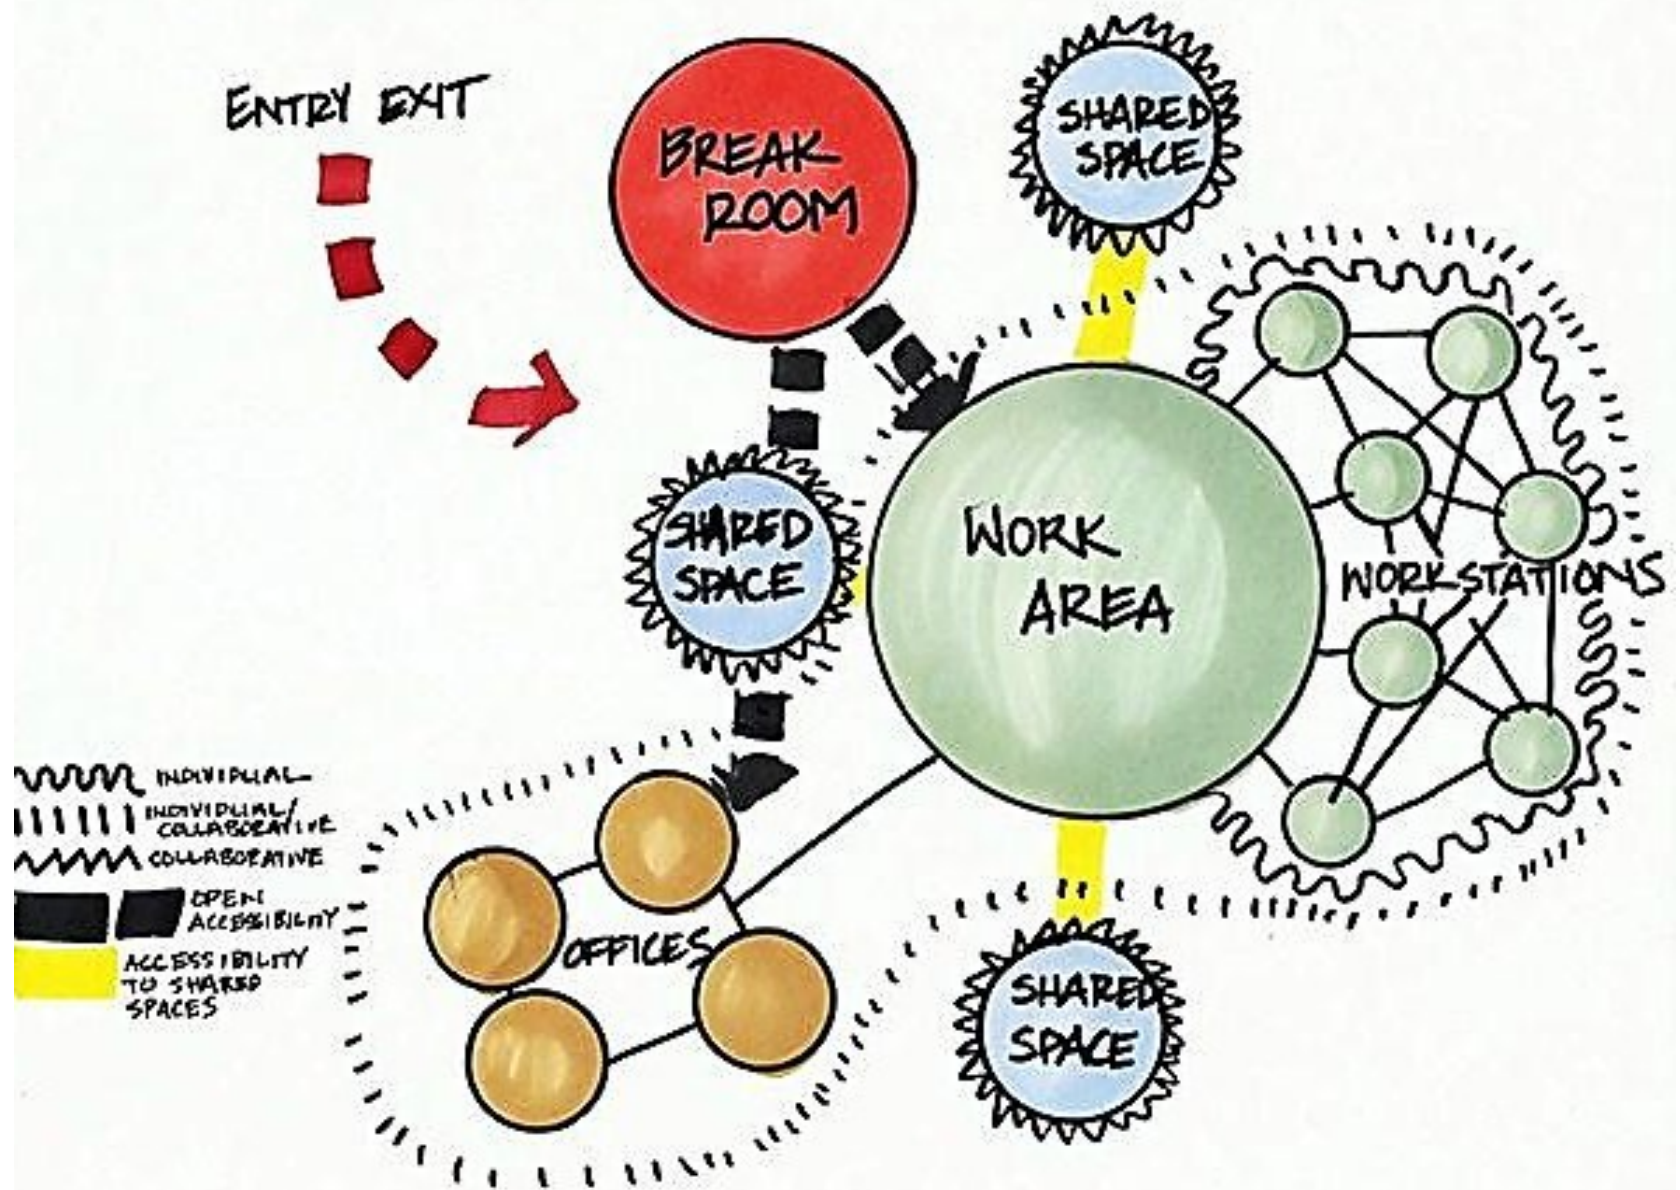 ENTRY EXIT
BREAK
ROOM
SHARED
SPACE
SHARED
SPACE
WORK
AREA
WORKSTATIONS
OFFICES
SHARED
SPACE
INDIVIDUAL
INDIVIDUAL/
COLLABORATIVE
COLLABORATIVE
OPEN
ACCESSIBILITY
ACCESSIBILITY
TO SHARED
SPACES